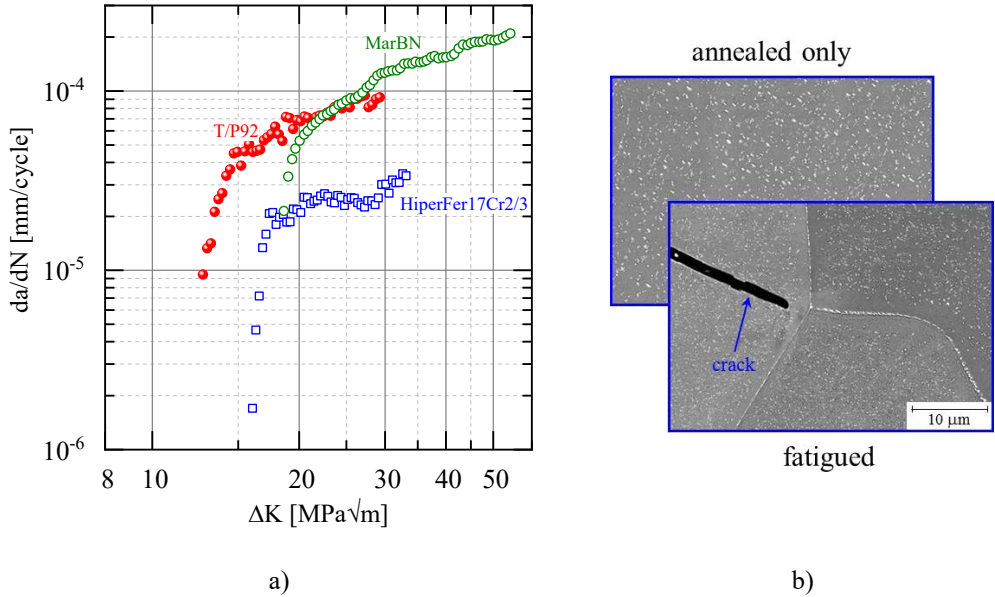 10⁻⁴
10⁻⁵
10⁻⁶
da/dN [mm/cycle]
8 10 20 30 40 50
ΔK [MPa√m]
MarBN
T/P92
HiperFer17Cr2/3
a)
annealed only
crack
10 µm
fatigued
b)